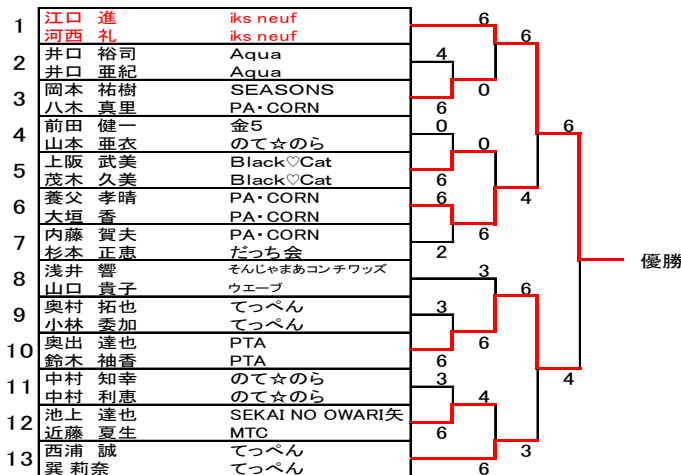 1 江口 進 iks neuf
河西 礼 iks neuf
2 井口 裕司 Aqua
井口 亜紀 Aqua
3 岡本 祐樹 SEASONS
八木 真里 PA・CORN
4 前田 健一 金5
山本 亜衣 のて☆のら
5 上阪 武美 Black♡Cat
茂木 久美 Black♡Cat
6 養父 孝晴 PA・CORN
大垣 香 PA・CORN
7 内藤 賀夫 PA・CORN
杉本 正恵 だっち会
8 浅井 響 そんじゃまあコンチワッズ
山口 貴子 ウエーブ
9 奥村 拓也 てっぺん
小林 委加 てっぺん
10 奥出 達也 PTA
鈴木 袖香 PTA
11 中村 知幸 のて☆のら
中村 利恵 のて☆のら
12 池上 達也 SEKAI NO OWARI矢
近藤 夏生 MTC
13 西浦 誠 てっぺん
巽 莉奈 てっぺん
4
6
0
6
6
2
3
6
3
6
6
0
0
6
3
6
4
6
6
4
6
3
6
4
優勝